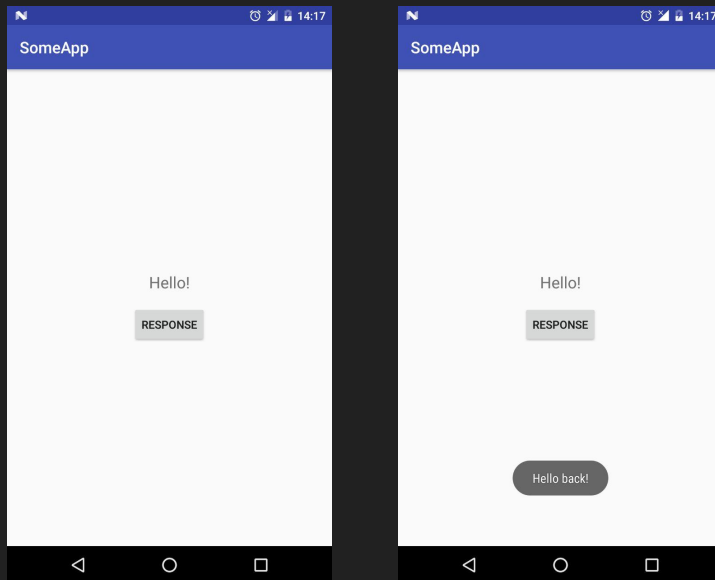 14:17
SomeApp
Hello!
RESPONSE
14:17
SomeApp
Hello!
RESPONSE
Hello back!